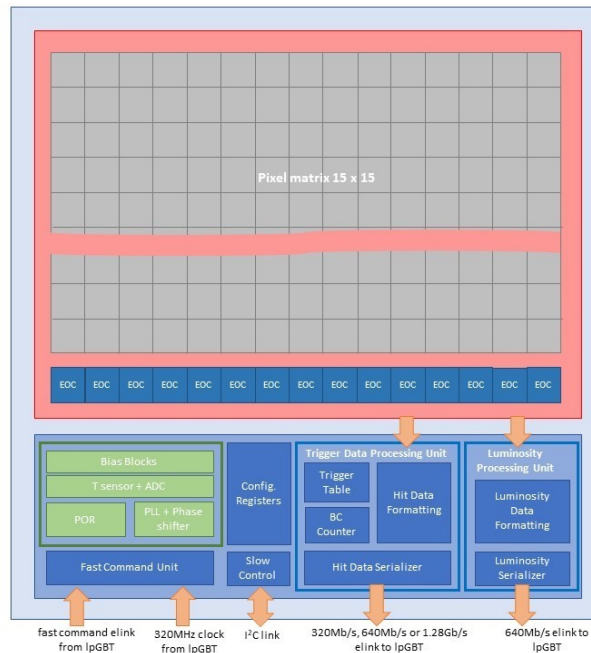 Pixel matrix 15 x 15
EOC EOC EOC EOC EOC EOC EOC EOC EOC EOC EOC EOC EOC EOC EOC
Bias Blocks
T sensor + ADC
POR
PLL + Phase
shifter
Fast Command Unit
Config.
Registers
Slow
Control
Trigger Data Processing Unit
Trigger
Table
BC
Counter
Hit Data
Formatting
Hit Data Serializer
Luminosity
Processing Unit
Luminosity
Data
Formatting
Luminosity
Serializer
fast command elink
from lpGBT
320MHz clock
from lpGBT
I²C link
320Mb/s, 640Mb/s or 1.28Gb/s
elink to lpGBT
640Mb/s elink to
lpGBT